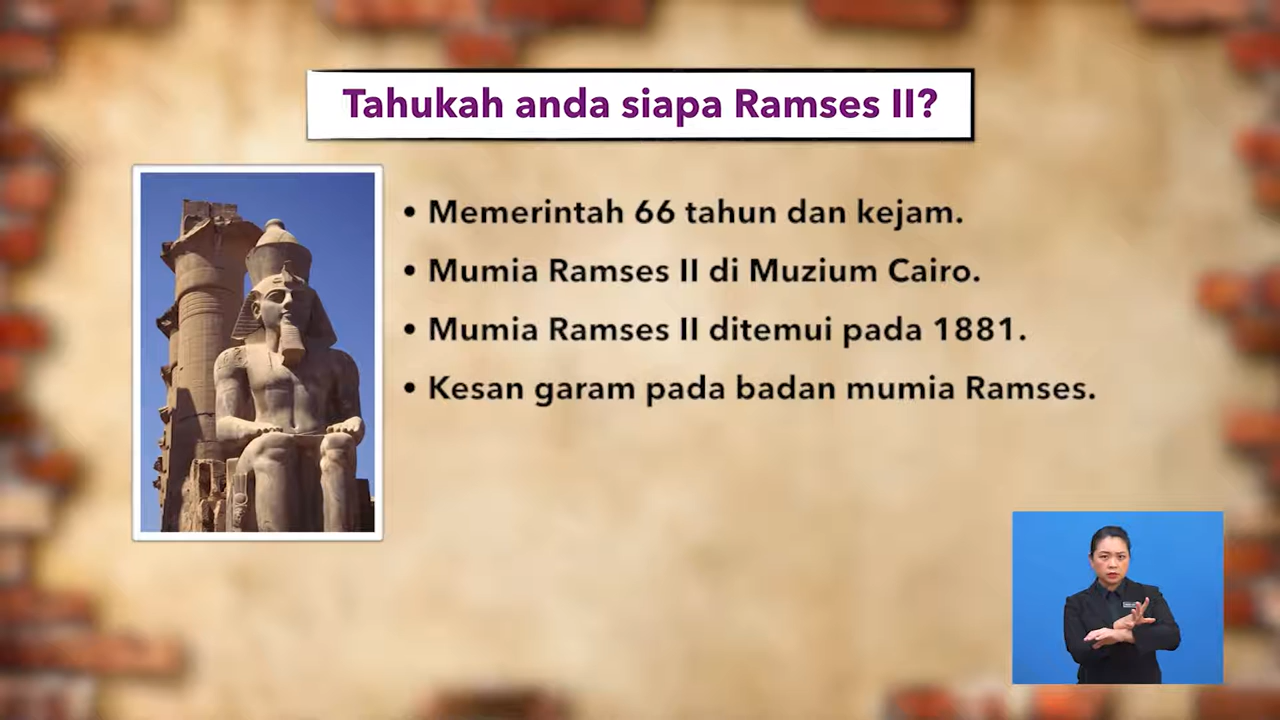 Tahukah anda siapa Ramses II?
• Memerintah 66 tahun dan kejam.
• Mumia Ramses II di Muzium Cairo.
• Mumia Ramses II ditemui pada 1881.
• Kesan garam pada badan mumia Ramses.